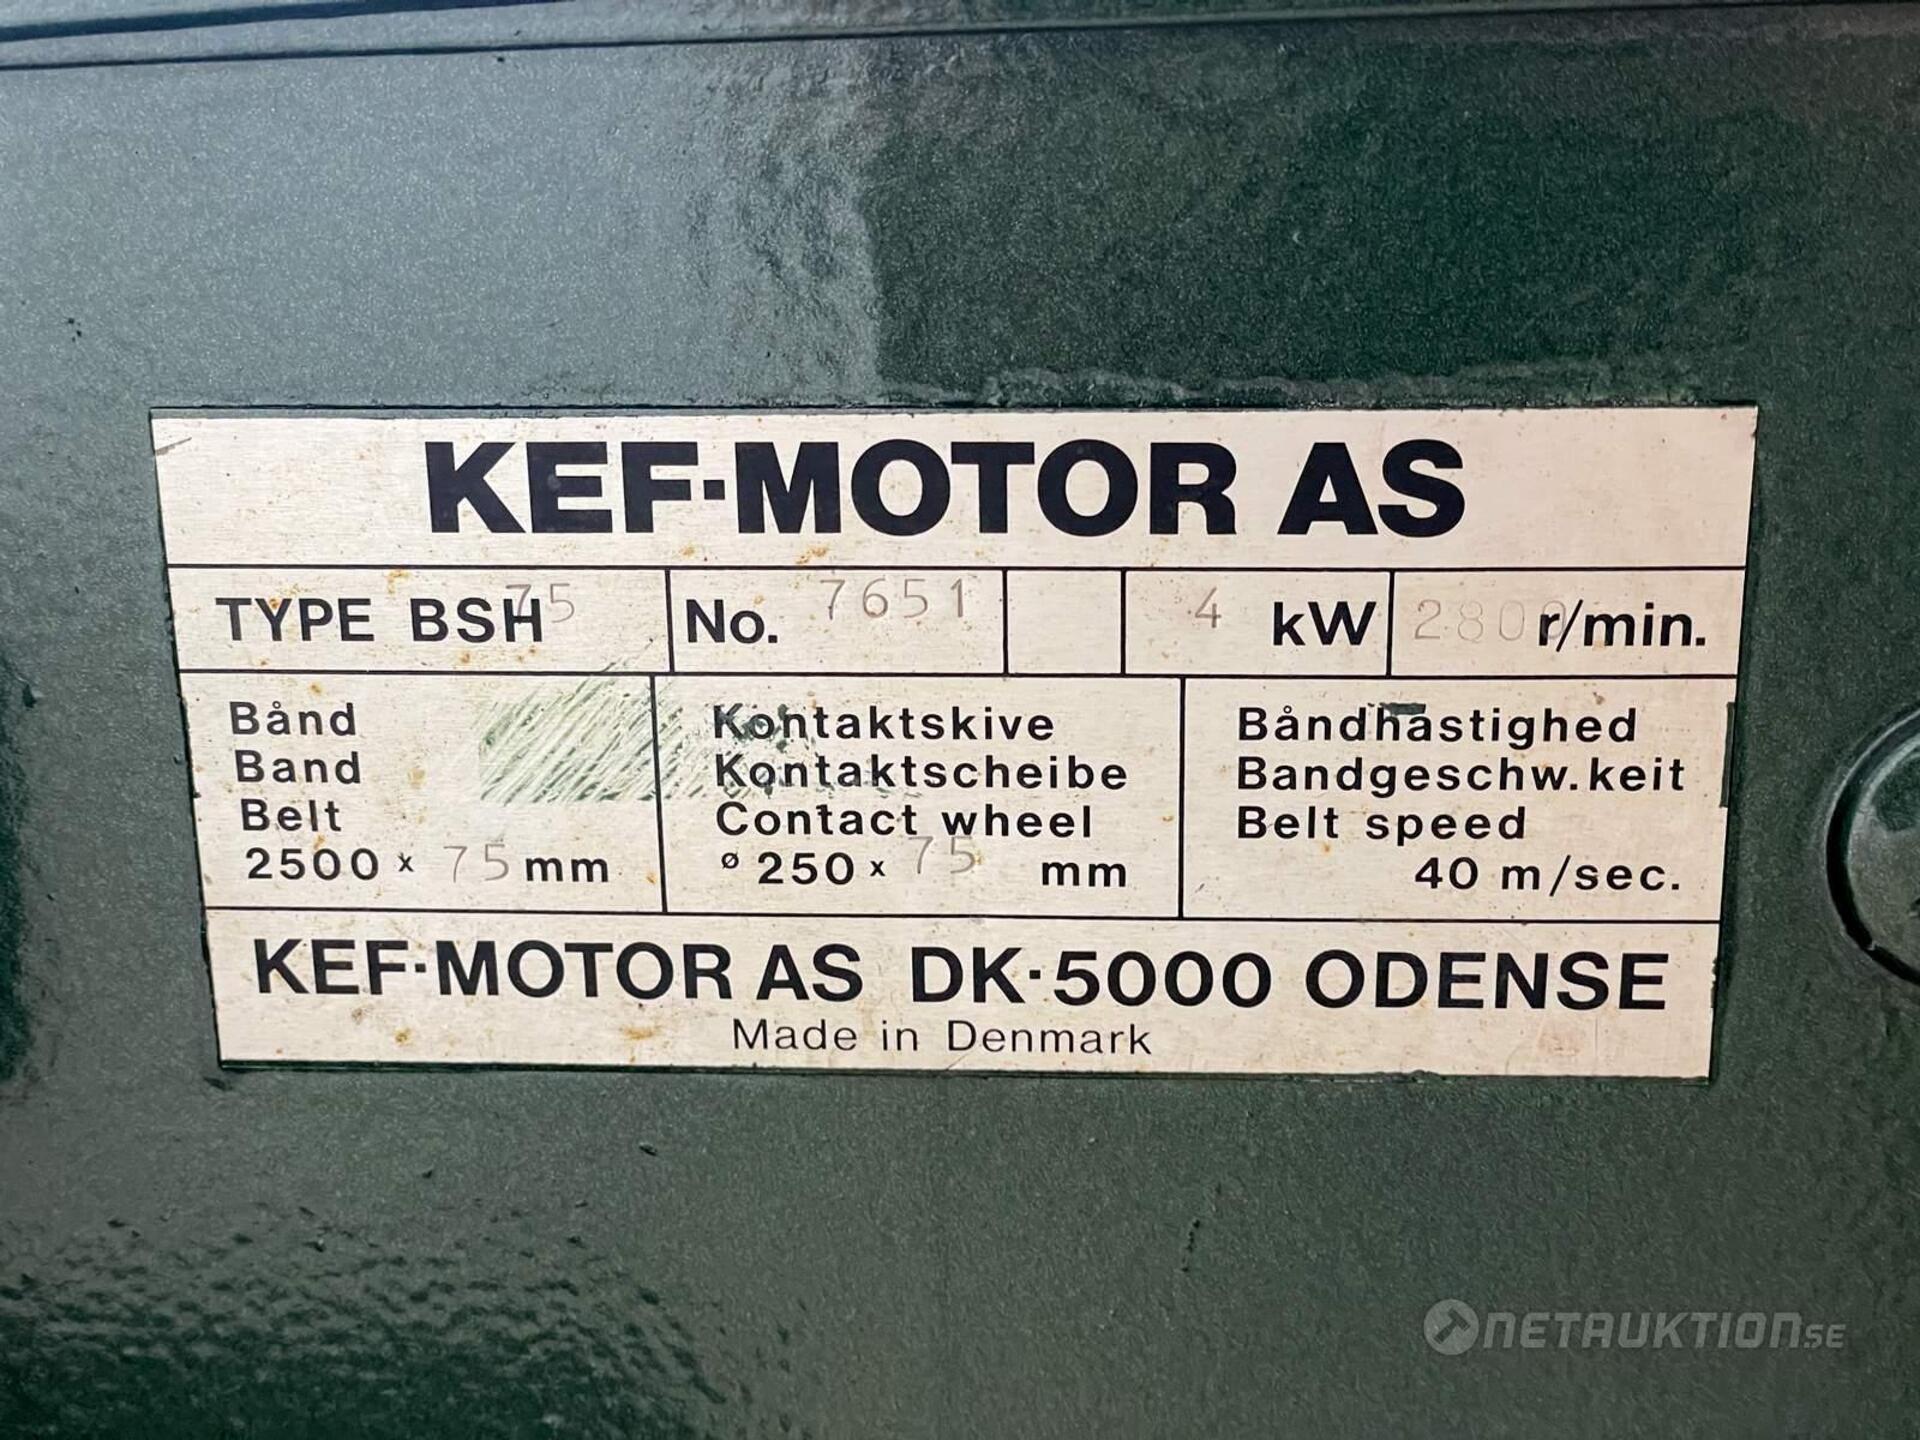 KEF-MOTOR AS
TYPE BSH 75 No. 7651 4 kW 2800 r/min.
Bånd
Band
Belt
2500 x 75 mm
Kontaktskive
Kontaktscheibe
Contact wheel
ø 250 x 75 mm
Båndhastighed
Bandgeschw.keit
Belt speed
40 m/sec.
KEF-MOTOR AS DK-5000 ODENSE
Made in Denmark
NETAUKTION.SE